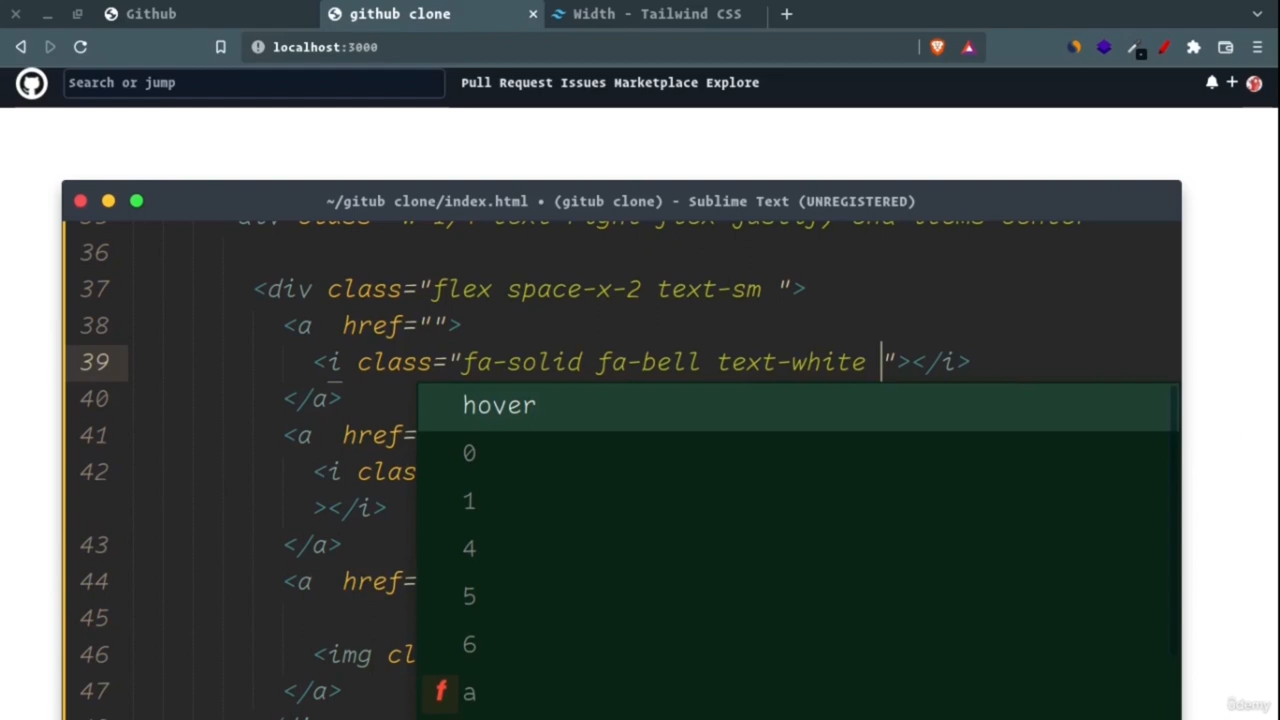 Github
github clone
Width - Tailwind CSS
localhost:3000
Search or jump
Pull Request Issues Marketplace Explore
~/gitub clone/index.html • (gitub clone) - Sublime Text (UNREGISTERED)
36
37 <div class="flex space-x-2 text-sm ">
38 <a  href="">
39 <i class="fa-solid fa-bell text-white "></i>
40 </a>
41 <a  href=
42 <i clas
></i>
43 </a>
44 <a  href=
45
46 <img cl
47 </a>
hover
0
1
4
5
6
f a
ûdemy